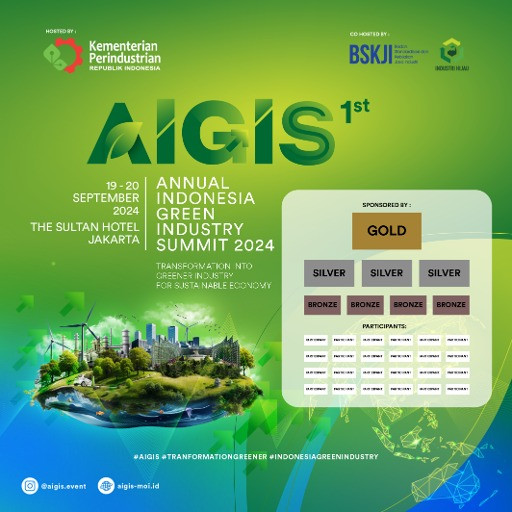 HOSTED BY :
Kementerian
Perindustrian
REPUBLIK INDONESIA
CO HOSTED BY :
BSKJI
INDUSTRI HIJAU
AIGIS 1st
19 - 20
SEPTEMBER
2024
THE SULTAN HOTEL
JAKARTA
ANNUAL
INDONESIA
GREEN
INDUSTRY
SUMMIT 2024
TRANSFORMATION INTO
GREENER INDUSTRY
FOR SUSTAINABLE ECONOMY
SPONSORED BY :
GOLD
SILVER SILVER SILVER
BRONZE BRONZE BRONZE BRONZE
PARTICIPANTS:
#AIGIS #TRANFORMATIONGREENER #INDONESIAGREENINDUSTRY
@aigis.event
aigis-moi.id